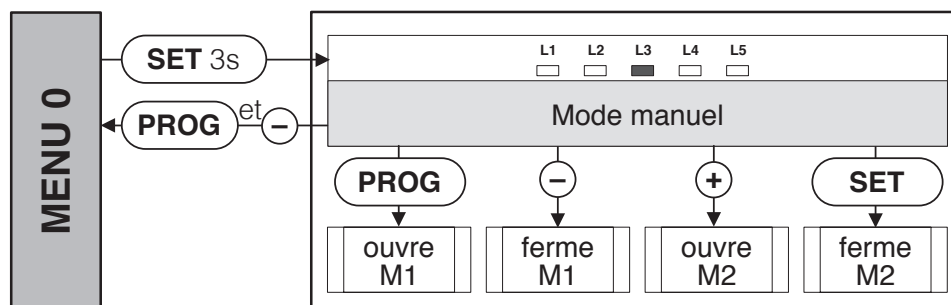 MENU 0
SET 3s
PROG et −
L1 L2 L3 L4 L5
Mode manuel
PROG − + SET
ouvre ferme ouvre ferme
M1 M1 M2 M2